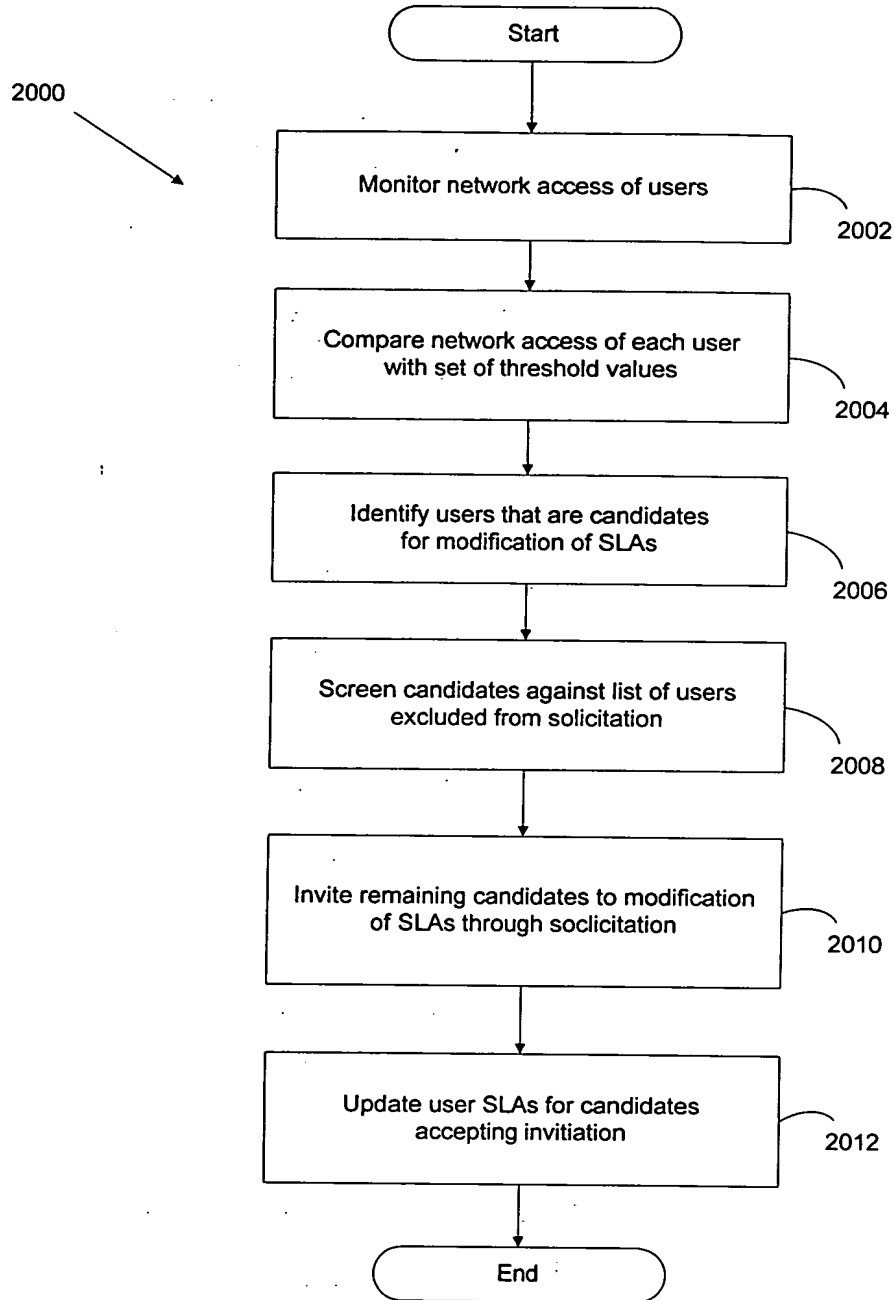 Start
2000
Monitor network access of users
2002
Compare network access of each user
with set of threshold values
2004
Identify users that are candidates
for modification of SLAs
2006
Screen candidates against list of users
excluded from solicitation
2008
Invite remaining candidates to modification
of SLAs through soclicitation
2010
Update user SLAs for candidates
accepting invitiation
2012
End